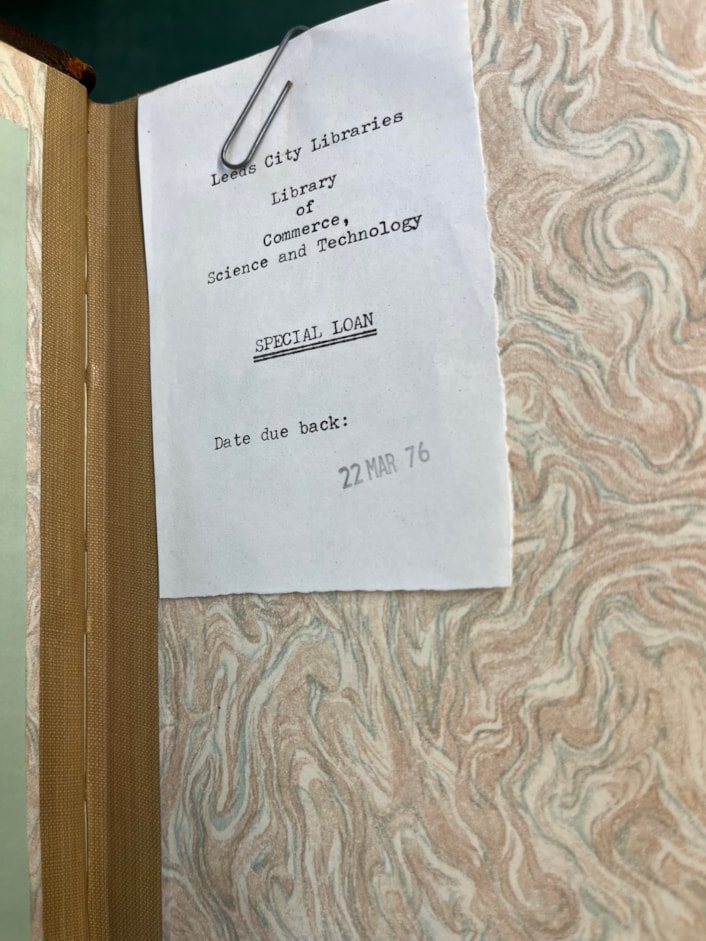 Leeds City Libraries
Library
of
Commerce,
Science and Technology
SPECIAL LOAN
Date due back:
22 MAR 76